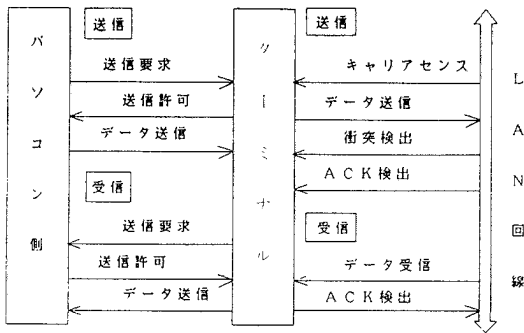 パソコン側
送信
送信要求
送信許可
データ送信
受信
送信要求
送信許可
データ送信
ターミナル
送信
キャリアセンス
データ送信
衝突検出
ACK検出
受信
データ受信
ACK検出
LAN回線